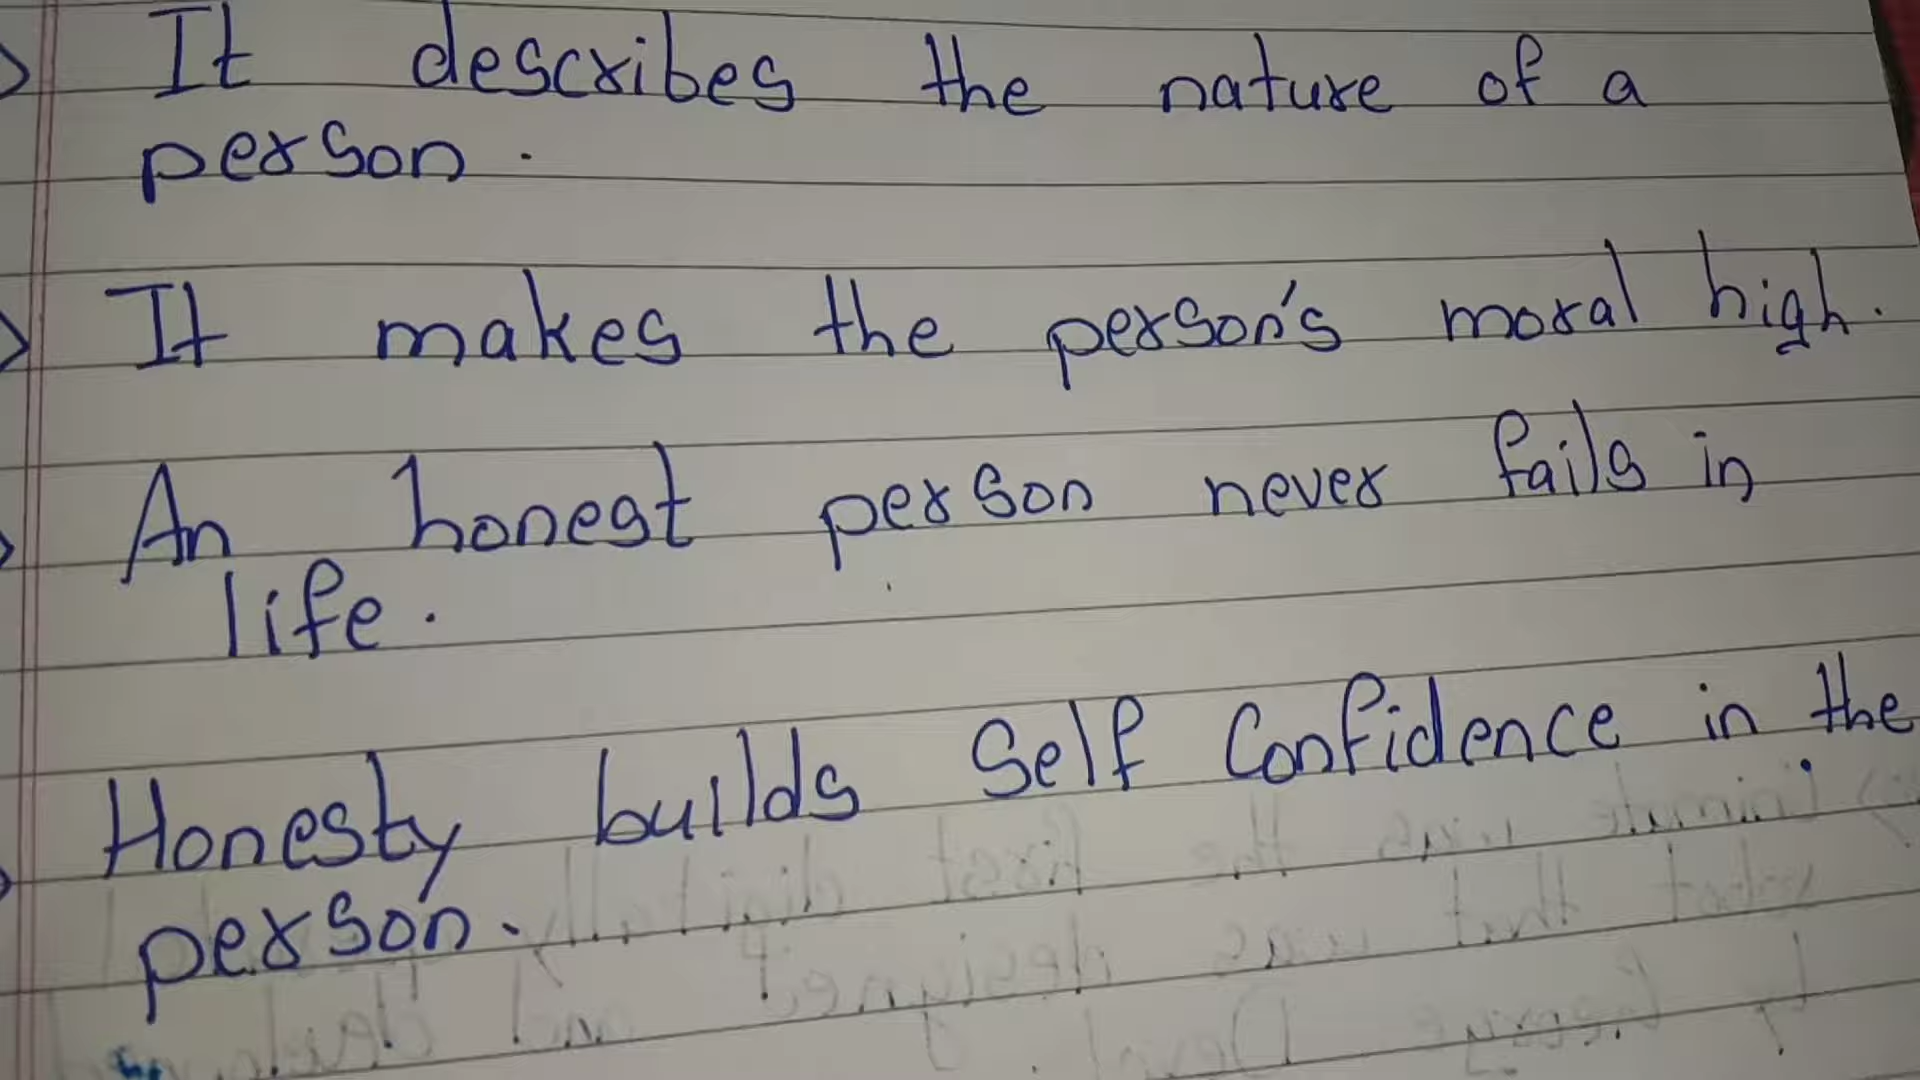 It describes the nature of a
person.
It makes the person's moral high.
An honest person never fails in
life.
Honesty builds Self Confidence in the
person.